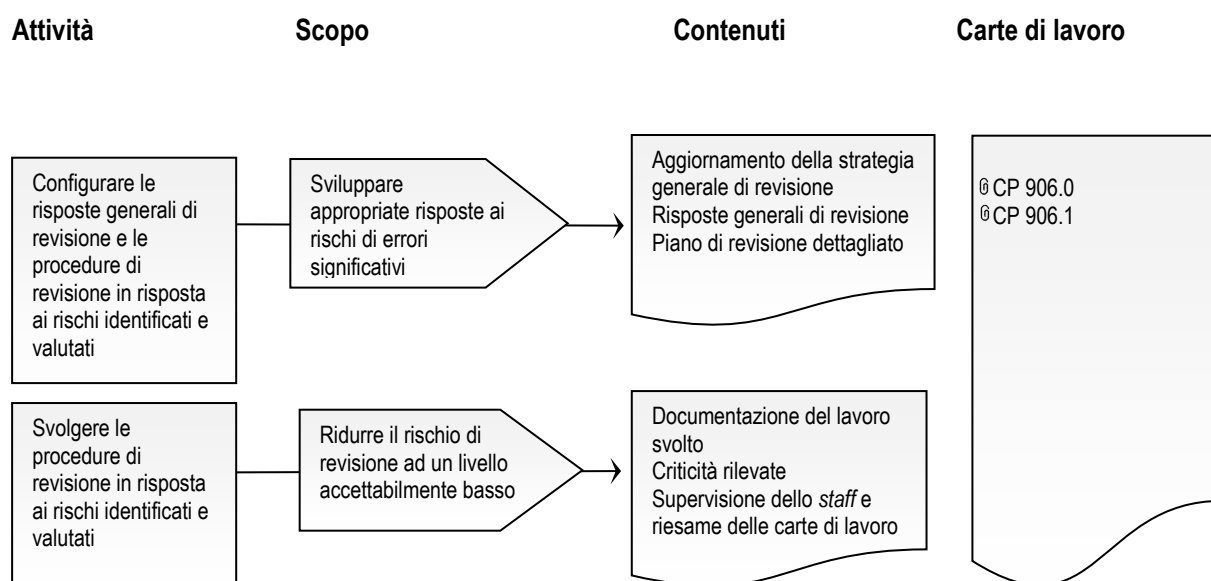 Attività Scopo Contenuti Carte di lavoro
Configurare le
risposte generali di
revisione e le
procedure di
revisione in risposta
ai rischi identificati e
valutati
Sviluppare
appropriate risposte ai
rischi di errori
significativi
Aggiornamento della strategia
generale di revisione
Risposte generali di revisione
Piano di revisione dettagliato
CP 906.0
CP 906.1
Svolgere le
procedure di
revisione in risposta
ai rischi identificati e
valutati
Ridurre il rischio di
revisione ad un livello
accettabilmente basso
Documentazione del lavoro
svolto
Criticità rilevate
Supervisione dello staff e
riesame delle carte di lavoro